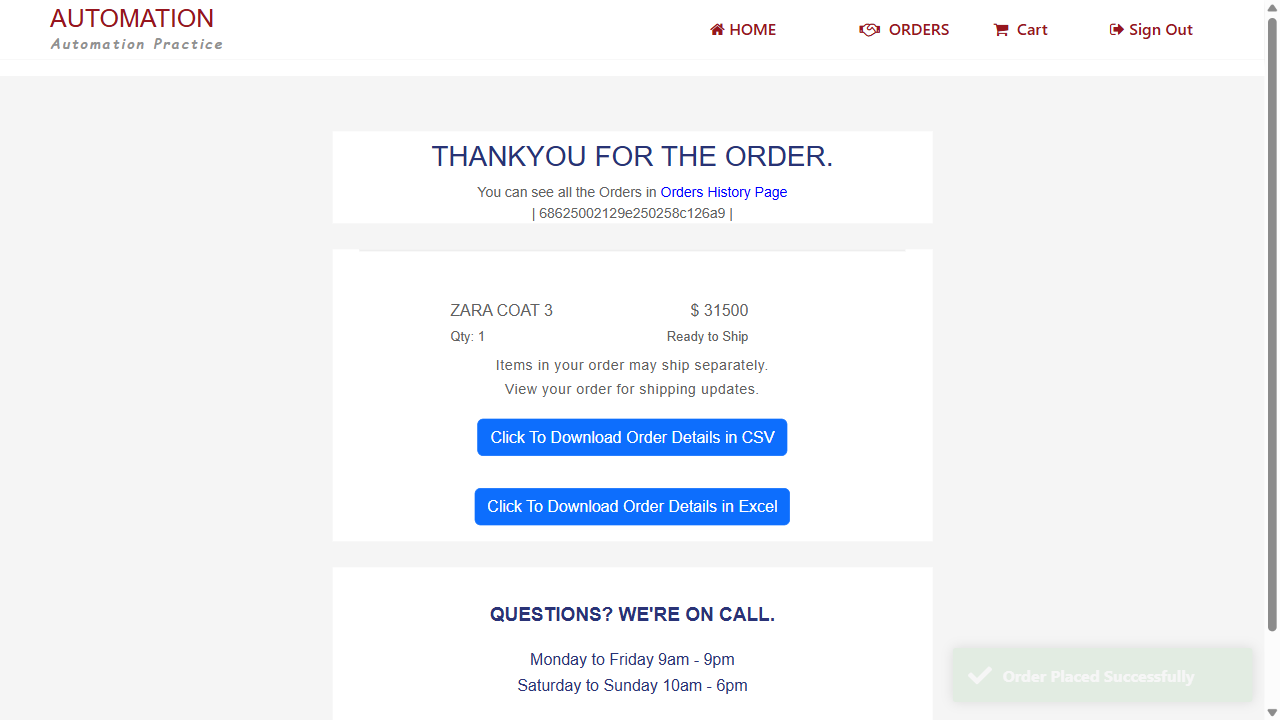 AUTOMATION
Automation Practice
HOME
ORDERS
Cart
Sign Out
THANKYOU FOR THE ORDER.
You can see all the Orders in Orders History Page
| 68625002129e250258c126a9 |
ZARA COAT 3
$ 31500
Qty: 1
Ready to Ship
Items in your order may ship separately.
View your order for shipping updates.
Click To Download Order Details in CSV
Click To Download Order Details in Excel
QUESTIONS? WE'RE ON CALL.
Monday to Friday 9am - 9pm
Saturday to Sunday 10am - 6pm
Order Placed Successfully